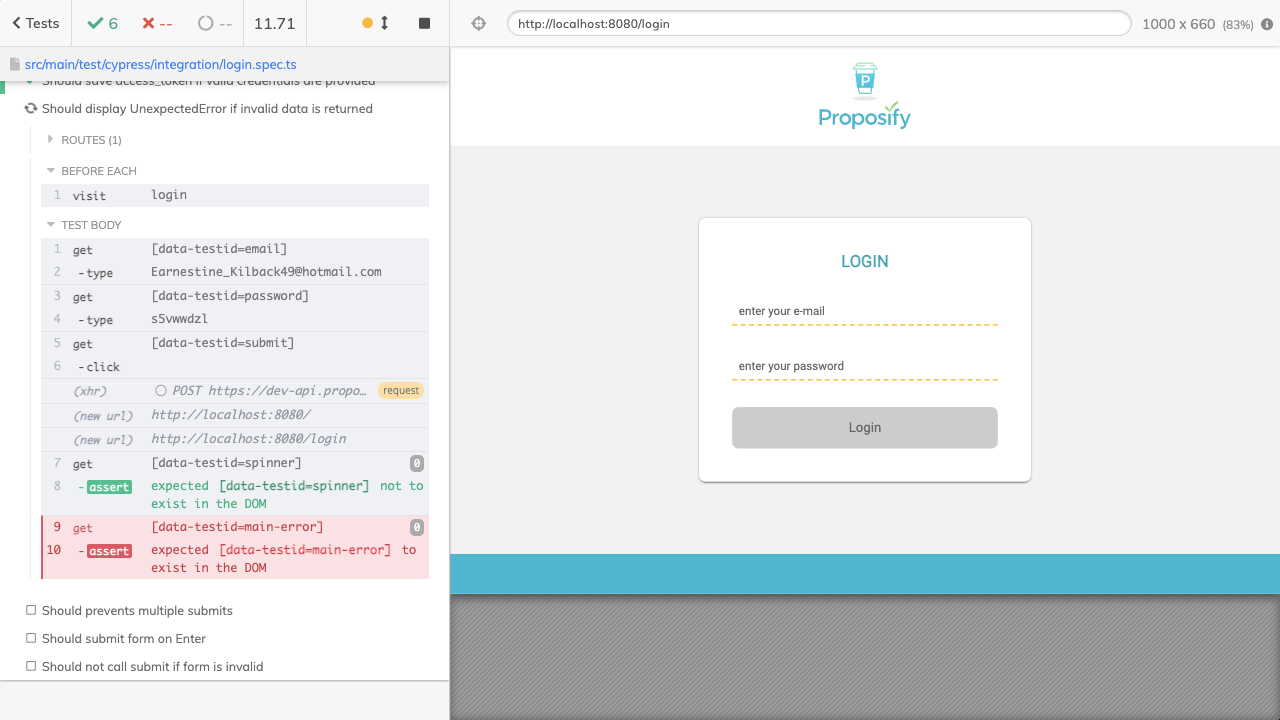 Tests
6
--
--
11.71
http://localhost:8080/login
1000 x 660 (83%)
src/main/test/cypress/integration/login.spec.ts
Should save access_token if valid credentials are provided
Should display UnexpectedError if invalid data is returned
ROUTES (1)
BEFORE EACH
1 visit login
TEST BODY
1 get [data-testid=email]
2 -type Earnestine_Kilback49@hotmail.com
3 get [data-testid=password]
4 -type s5vwwdzl
5 get [data-testid=submit]
6 -click
(xhr) POST https://dev-api.propo… request
(new url) http://localhost:8080/
(new url) http://localhost:8080/login
7 get [data-testid=spinner] 0
8 -assert expected [data-testid=spinner] not to
exist in the DOM
9 get [data-testid=main-error] 0
10 -assert expected [data-testid=main-error] to
exist in the DOM
Should prevents multiple submits
Should submit form on Enter
Should not call submit if form is invalid
P
Proposify
LOGIN
enter your e-mail
enter your password
Login